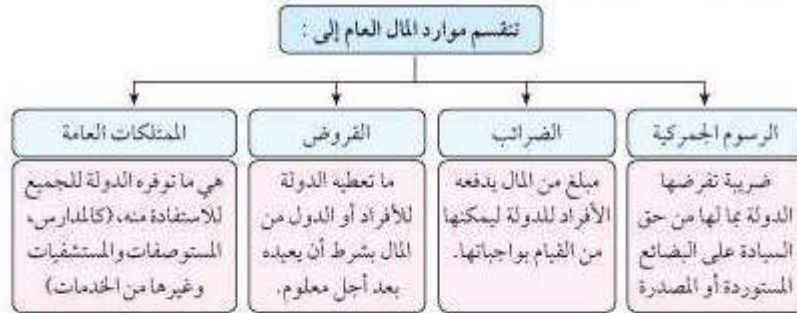 تنقسم موارد المال العام إلى :
الرسوم الجمركية
ضريبة تفرضها
الدولة بما لها من حق
السيادة على البضائع
المستوردة أو المصدرة
الضرائب
مبلغ من المال يدفعه
الأفراد للدولة ليمكنها
من القيام بواجباتها.
القروض
ما تعطيه الدولة
للأفراد أو الدول من
المال بشرط أن يعيده
بعد أجل معلوم.
الممتلكات العامة
هي ما توفره الدولة للجميع
للاستفادة منه، (كالمدارس،
المستوصفات والمستشفيات
وغيرها من الخدمات)